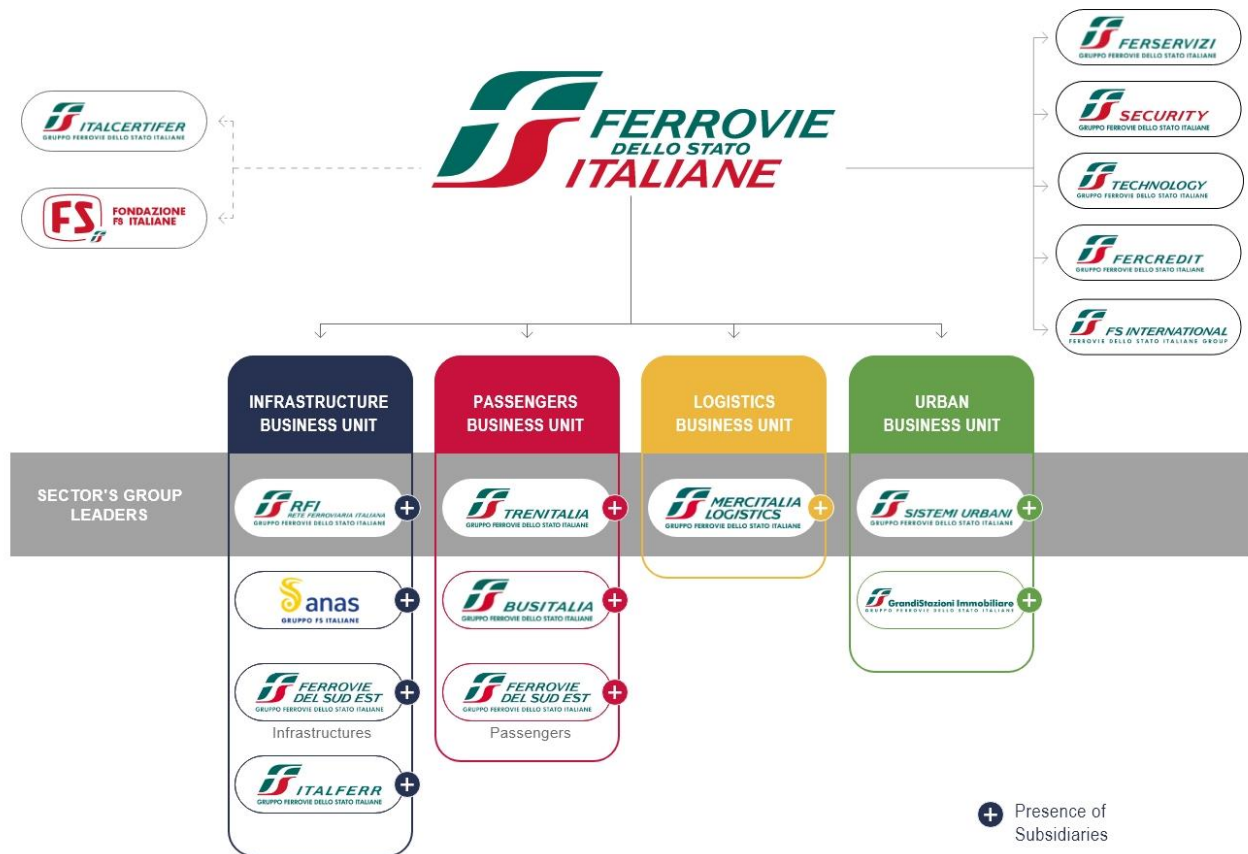 FERROVIE
DELLO STATO
ITALIANE
ITALCERTIFER
GRUPPO FERROVIE DELLO STATO ITALIANE
FS
FONDAZIONE
FS ITALIANE
FERSERVIZI
GRUPPO FERROVIE DELLO STATO ITALIANE
SECURITY
GRUPPO FERROVIE DELLO STATO ITALIANE
TECHNOLOGY
GRUPPO FERROVIE DELLO STATO ITALIANE
FERCREDIT
GRUPPO FERROVIE DELLO STATO ITALIANE
FS INTERNATIONAL
FERROVIE DELLO STATO ITALIANE GROUP
INFRASTRUCTURE
BUSINESS UNIT
PASSENGERS
BUSINESS UNIT
LOGISTICS
BUSINESS UNIT
URBAN
BUSINESS UNIT
SECTOR'S GROUP
LEADERS
RFI
RETE FERROVIARIA ITALIANA
GRUPPO FERROVIE DELLO STATO ITALIANE
TRENITALIA
GRUPPO FERROVIE DELLO STATO ITALIANE
MERCITALIA
LOGISTICS
GRUPPO FERROVIE DELLO STATO ITALIANE
SISTEMI URBANI
GRUPPO FERROVIE DELLO STATO ITALIANE
anas
GRUPPO FS ITALIANE
BUSITALIA
GRUPPO FERROVIE DELLO STATO ITALIANE
GrandiStazioni Immobiliare
GRUPPO FERROVIE DELLO STATO ITALIANE
FERROVIE
DEL SUD EST
GRUPPO FERROVIE DELLO STATO ITALIANE
Infrastructures
FERROVIE
DEL SUD EST
GRUPPO FERROVIE DELLO STATO ITALIANE
Passengers
ITALFERR
GRUPPO FERROVIE DELLO STATO ITALIANE
Presence of
Subsidiaries